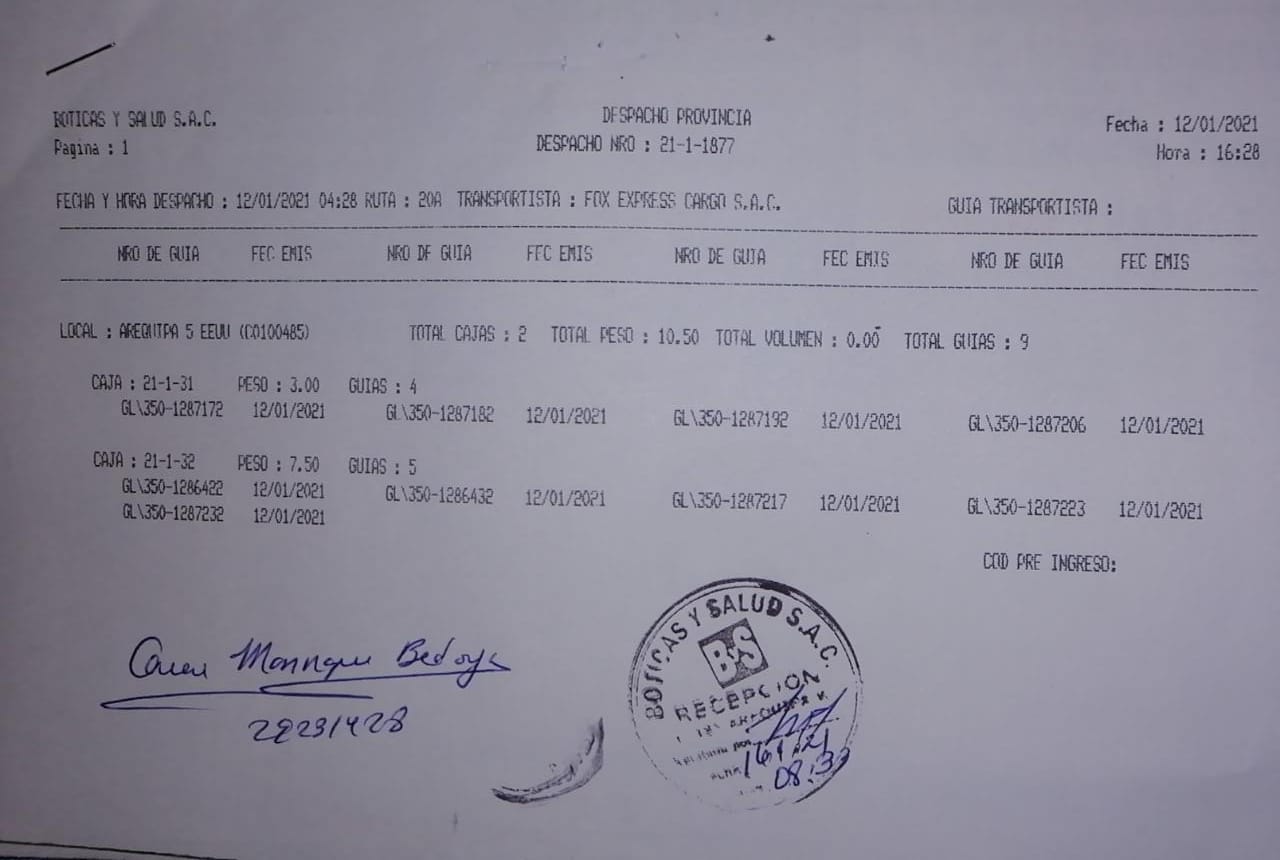 BOTICAS Y SALUD S.A.C.
DESPACHO PROVINCIA
Fecha : 12/01/2021
Pagina : 1
DESPACHO NRO : 21-1-1877
Hora : 16:28
FECHA Y HORA DESPACHO : 12/01/2021 04:28 RUTA : 20A TRANSPORTISTA : FOX EXPRESS CARGO S.A.C. GUIA TRANSPORTISTA :
NRO DE GUIA FEC EMIS NRO DE GUIA FEC EMIS NRO DE GUIA FEC EMIS NRO DE GUIA FEC EMIS
LOCAL : AREQUIPA 5 EEUU (C0100485) TOTAL CAJAS : 2 TOTAL PESO : 10.50 TOTAL VOLUMEN : 0.00 TOTAL GUIAS : 9
CAJA : 21-1-31 PESO : 3.00 GUIAS : 4
GL\350-1287172 12/01/2021 GL\350-1287182 12/01/2021 GL\350-1287192 12/01/2021 GL\350-1287206 12/01/2021
CAJA : 21-1-32 PESO : 7.50 GUIAS : 5
GL\350-1286422 12/01/2021 GL\350-1286432 12/01/2021 GL\350-1287217 12/01/2021 GL\350-1287223 12/01/2021
GL\350-1287232 12/01/2021
COD PRE INGRESO:
Manrique Bedoya
BOTICAS Y SALUD S.A.C.
BS
RECEPCION
08:33